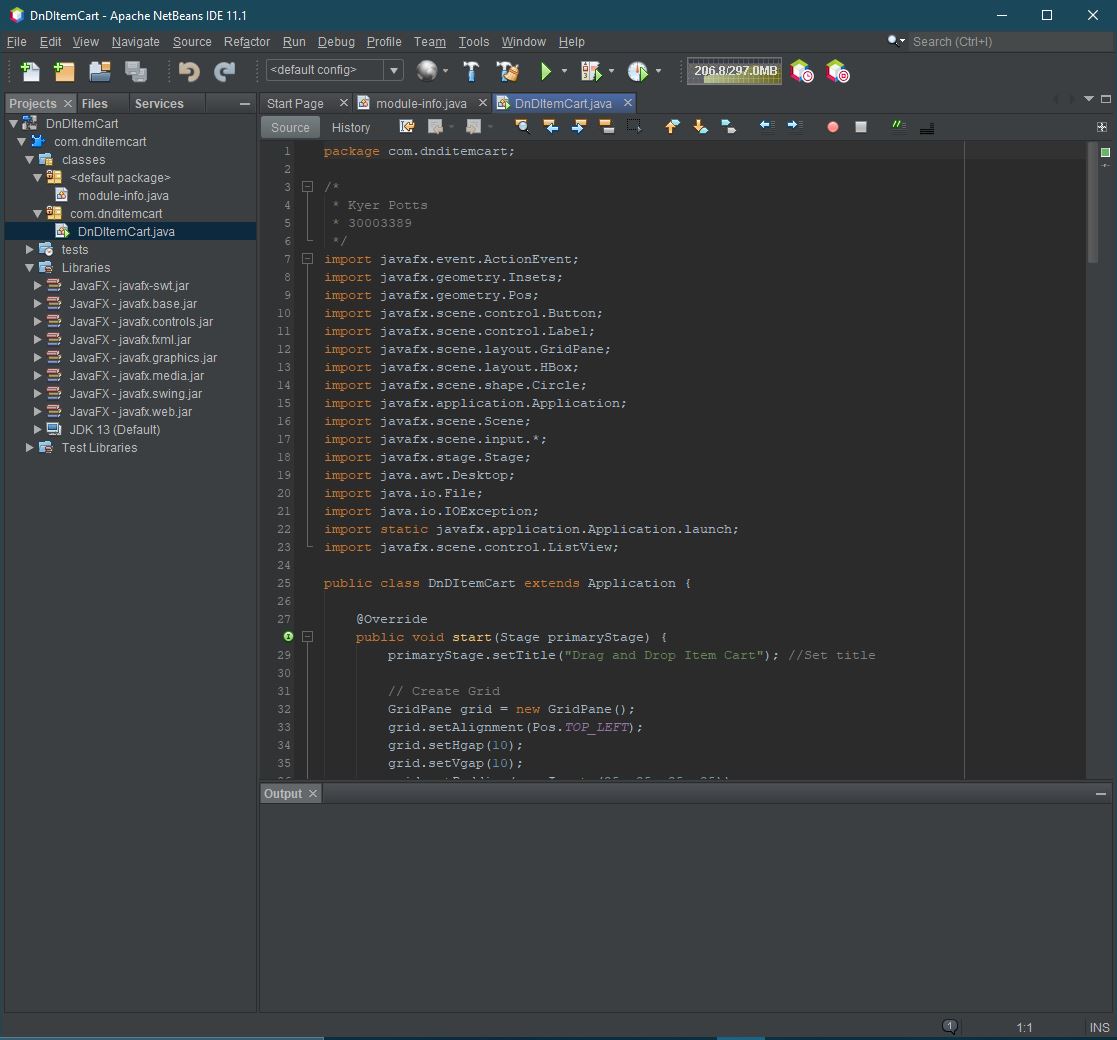 DnDItemCart - Apache NetBeans IDE 11.1
File Edit View Navigate Source Refactor Run Debug Profile Team Tools Window Help
Search (Ctrl+I)
<default config>
206.8/297.0MB
Projects Files Services
DnDItemCart
com.dnditemcart
classes
<default package>
module-info.java
com.dnditemcart
DnDItemCart.java
tests
Libraries
JavaFX - javafx-swt.jar
JavaFX - javafx.base.jar
JavaFX - javafx.controls.jar
JavaFX - javafx.fxml.jar
JavaFX - javafx.graphics.jar
JavaFX - javafx.media.jar
JavaFX - javafx.swing.jar
JavaFX - javafx.web.jar
JDK 13 (Default)
Test Libraries
Start Page module-info.java DnDItemCart.java
Source History
1 package com.dnditemcart;
2
3 /*
4 * Kyer Potts
5 * 30003389
6 */
7 import javafx.event.ActionEvent;
8 import javafx.geometry.Insets;
9 import javafx.geometry.Pos;
10 import javafx.scene.control.Button;
11 import javafx.scene.control.Label;
12 import javafx.scene.layout.GridPane;
13 import javafx.scene.layout.HBox;
14 import javafx.scene.shape.Circle;
15 import javafx.application.Application;
16 import javafx.scene.Scene;
17 import javafx.scene.input.*;
18 import javafx.stage.Stage;
19 import java.awt.Desktop;
20 import java.io.File;
21 import java.io.IOException;
22 import static javafx.application.Application.launch;
23 import javafx.scene.control.ListView;
24
25 public class DnDItemCart extends Application {
26
27 @Override
public void start(Stage primaryStage) {
29 primaryStage.setTitle("Drag and Drop Item Cart"); //Set title
30
31 // Create Grid
32 GridPane grid = new GridPane();
33 grid.setAlignment(Pos.TOP_LEFT);
34 grid.setHgap(10);
35 grid.setVgap(10);
Output
1
1:1
INS